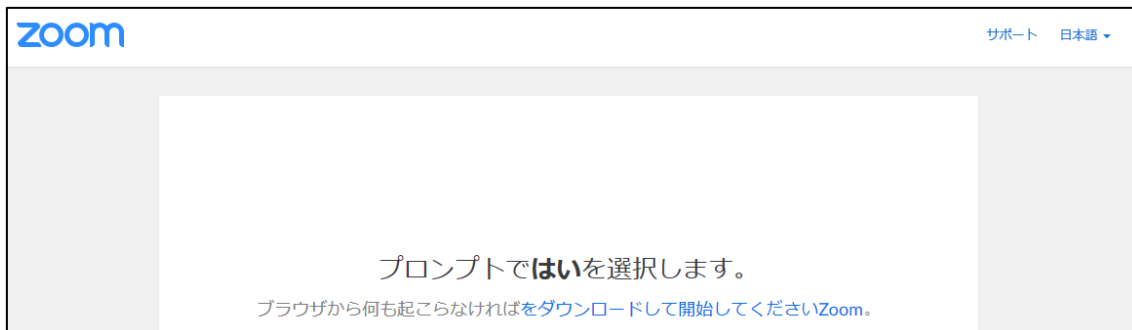 zoom
サポート 日本語
プロンプトではいを選択します。
ブラウザから何も起こらなければをダウンロードして開始してくださいZoom。